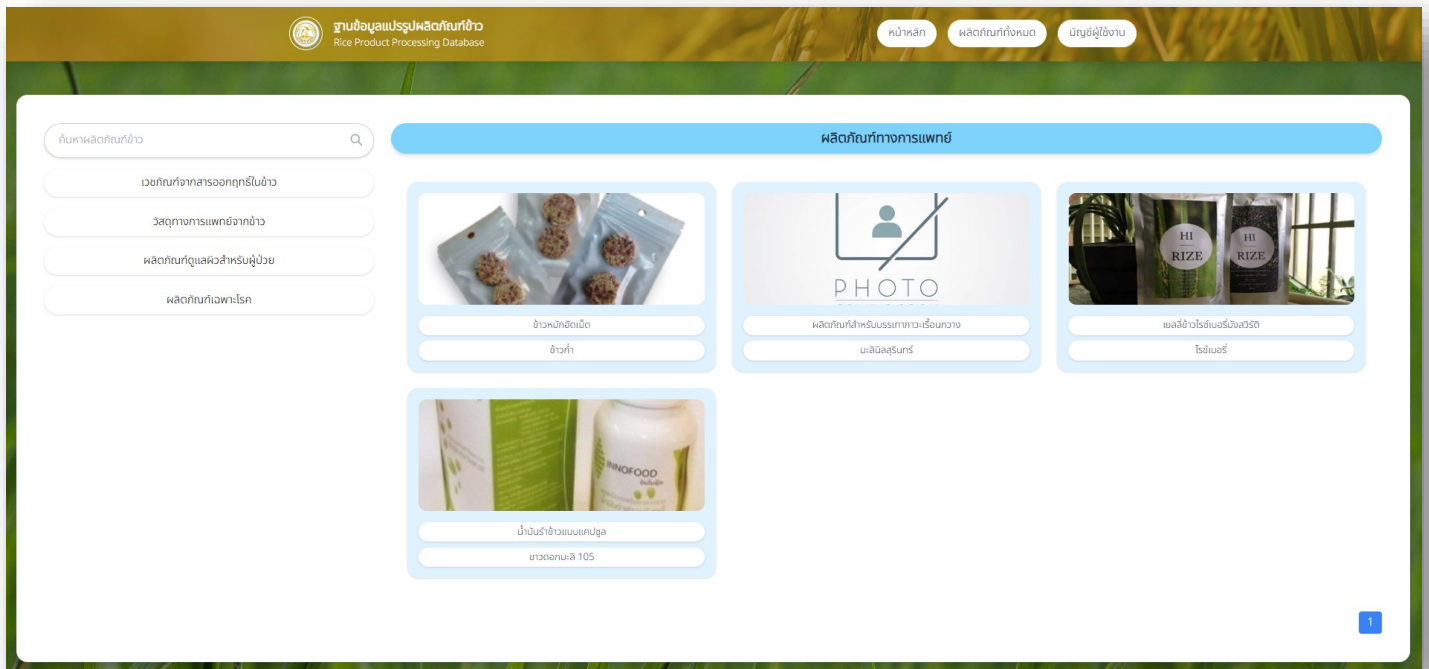 ฐานข้อมูลแปรรูปผลิตภัณฑ์ข้าว
Rice Product Processing Database
หน้าหลัก
ผลิตภัณฑ์ทั้งหมด
บัญชีผู้ใช้งาน
ค้นหาผลิตภัณฑ์ข้าว
เวชภัณฑ์จากสารออกฤทธิ์ในข้าว
วัสดุทางการแพทย์จากข้าว
ผลิตภัณฑ์ดูแลผิวสำหรับผู้ป่วย
ผลิตภัณฑ์เฉพาะโรค
ผลิตภัณฑ์ทางการแพทย์
PHOTO
HI
RIZE
HI
RIZE
ข้าวหมักอัดเม็ด
ผลิตภัณฑ์สำหรับบรรเทาภาวะเรื้อนกวาง
เยลลี่ข้าวไรซ์เบอรี่มังสวิรัติ
ข้าวก่ำ
มะลินิลสุรินทร์
ไรซ์เบอรี่
INNOFOOD
อินโนฟู้ด
น้ำมันรำข้าวแบบแคปซูล
ขาวดอกมะลิ 105
1